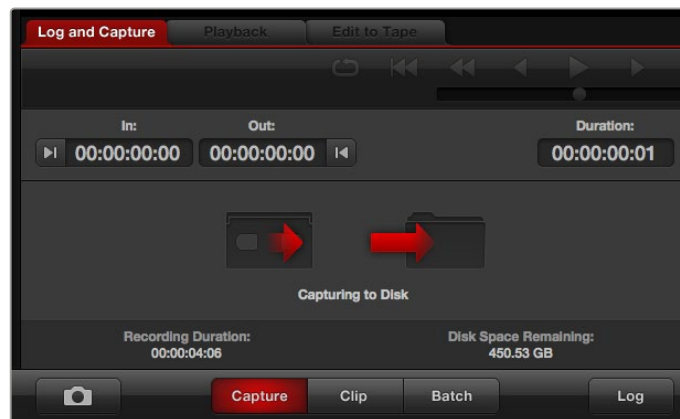 Log and Capture Playback Edit to Tape
In: Out: Duration:
00:00:00:00 00:00:00:00 00:00:00:01
Capturing to Disk
Recording Duration: Disk Space Remaining:
00:00:04:06 450.53 GB
Capture Clip Batch Log